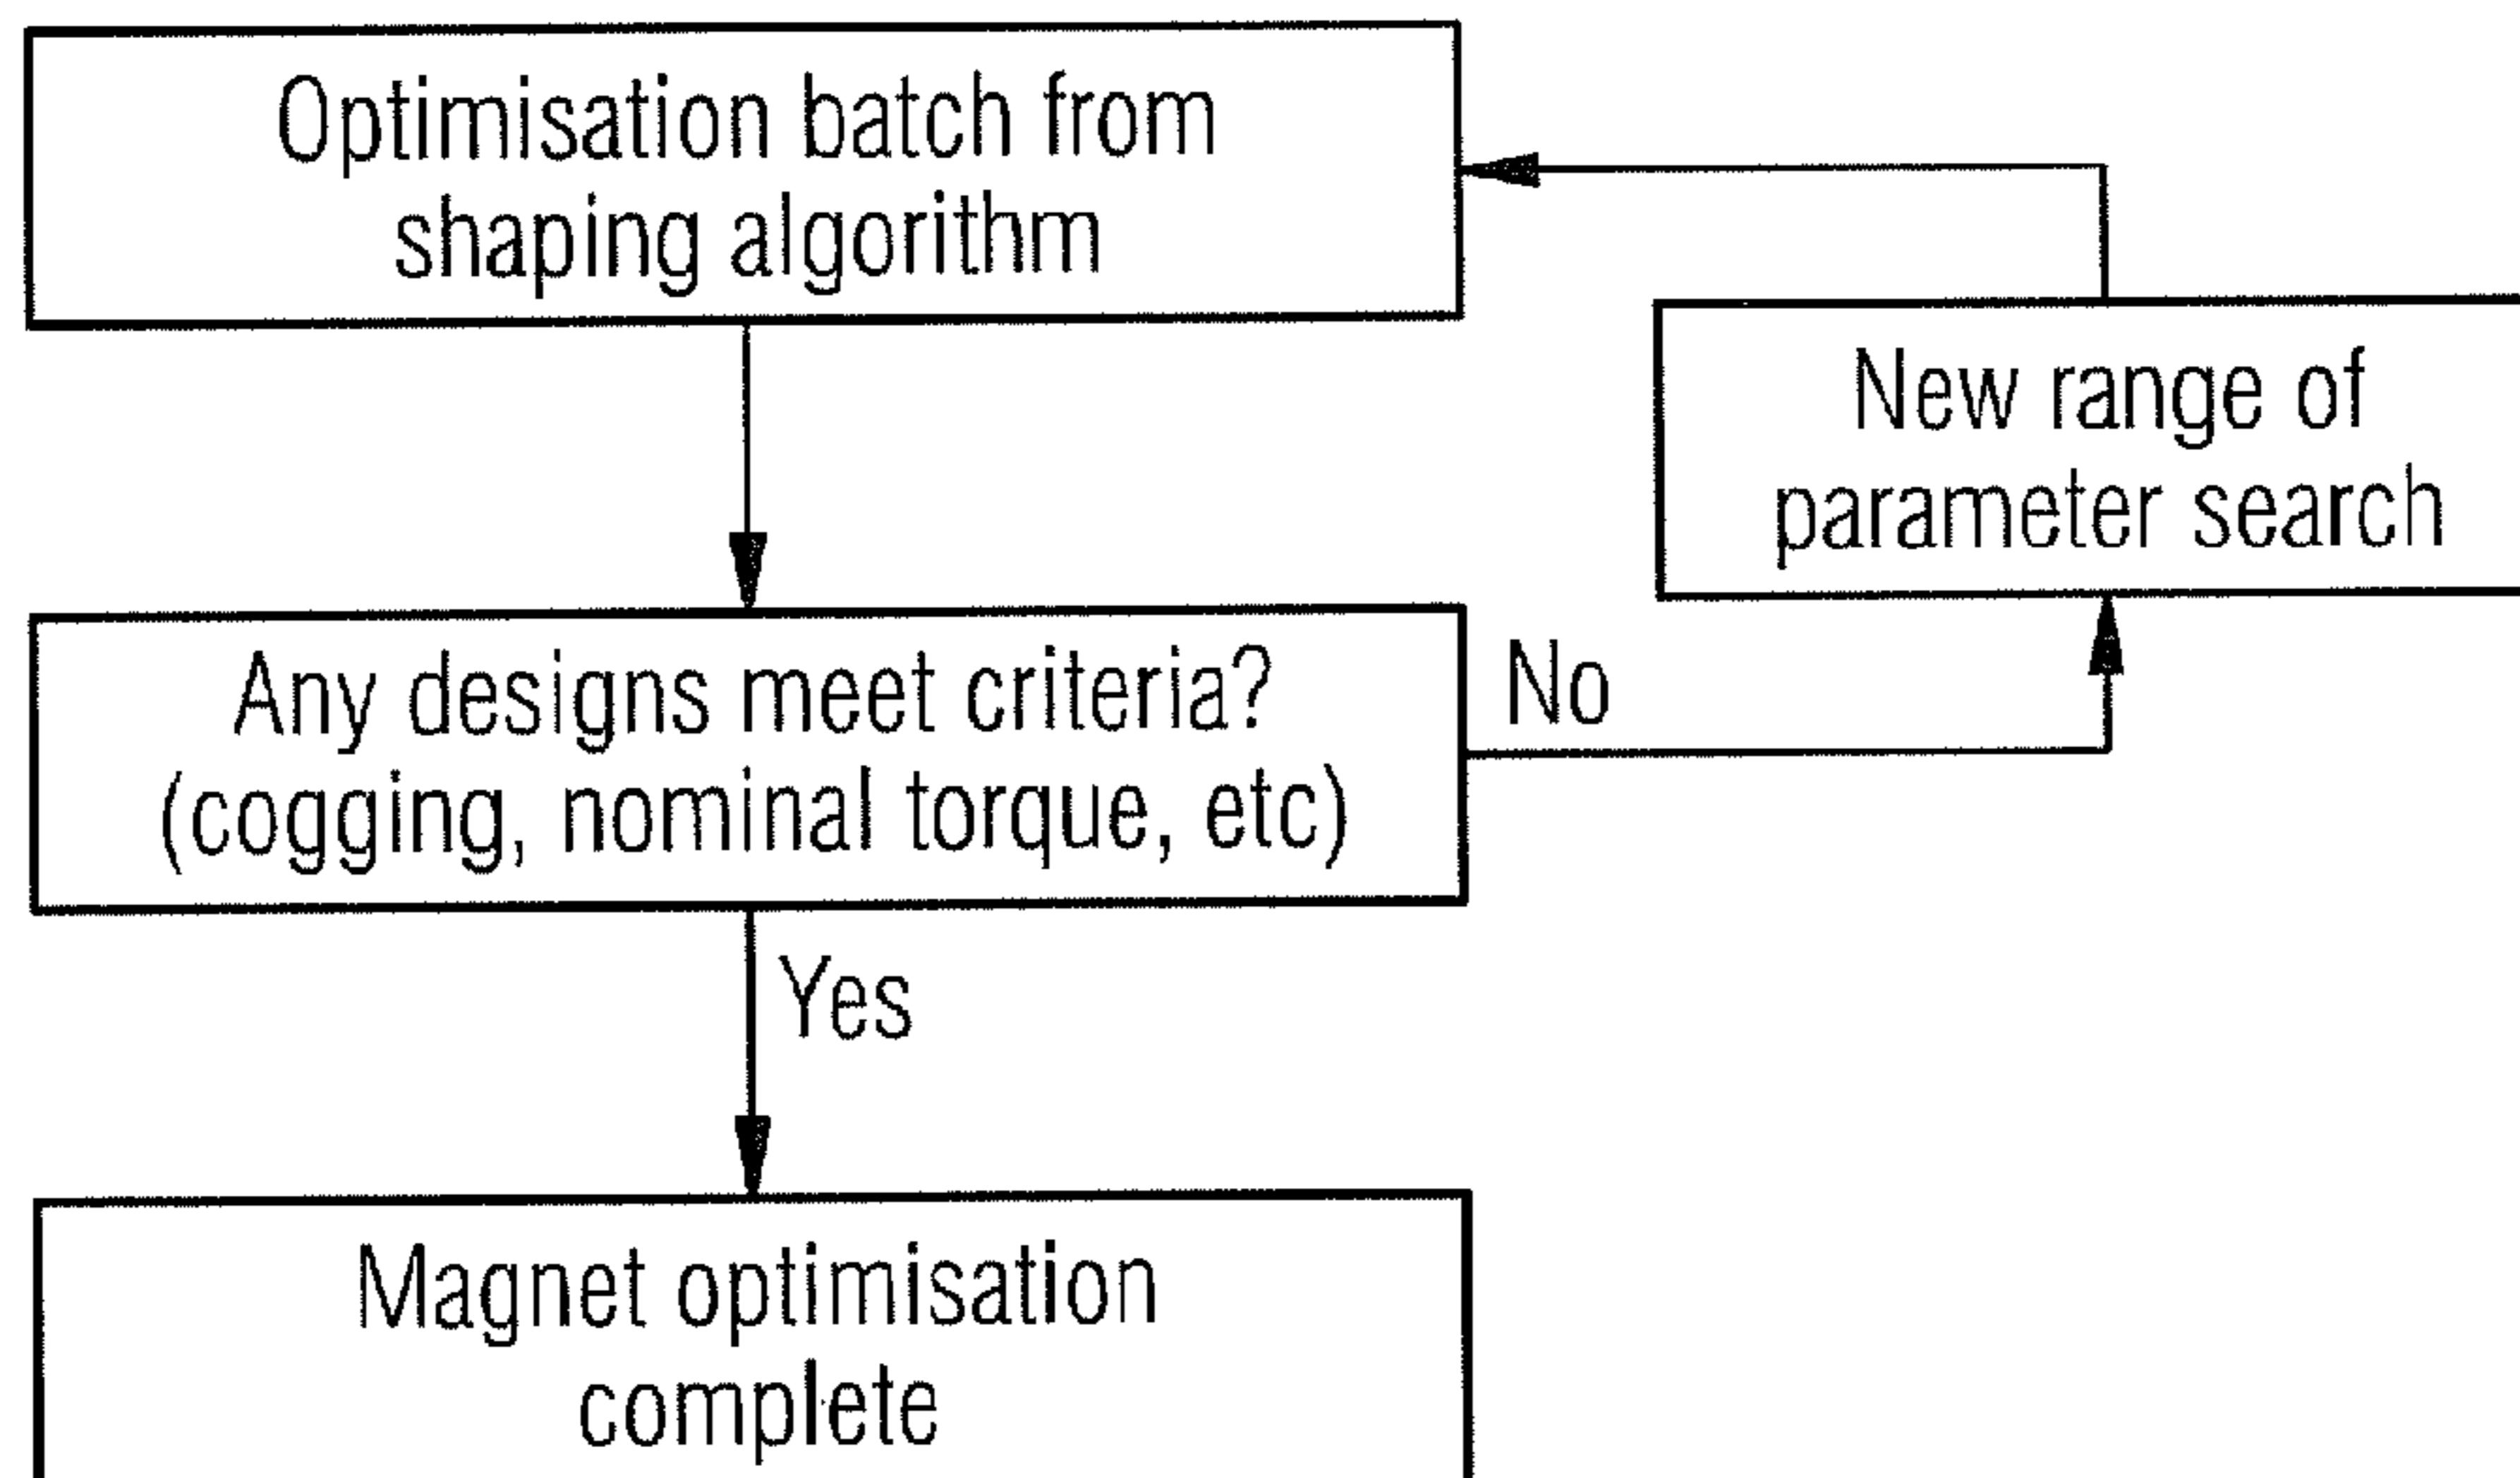 Optimisation batch from
shaping algorithm
New range of
parameter search
Any designs meet criteria?
(cogging, nominal torque, etc)
No
Yes
Magnet optimisation
complete